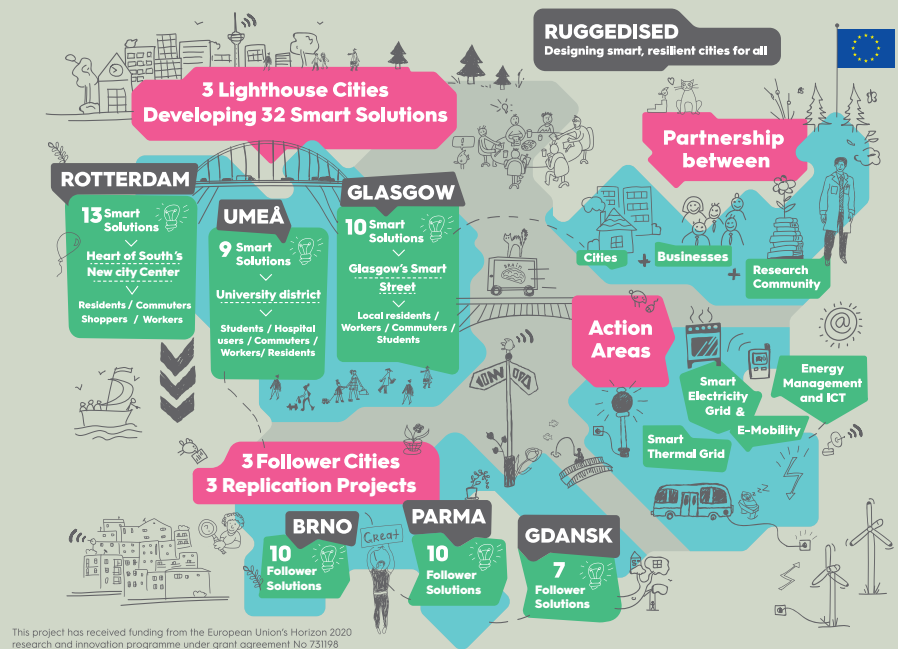 RUGGEDISED
Designing smart, resilient cities for all
3 Lighthouse Cities
Developing 32 Smart Solutions
Partnership
between
Cities
+
Businesses
+
Research
Community
ROTTERDAM
13 Smart
Solutions
Heart of South's
New city Center
Residents / Commuters
Shoppers / Workers
UMEÅ
9 Smart
Solutions
University district
Students / Hospital
users / Commuters /
Workers/ Residents
GLASGOW
10 Smart
Solutions
Glasgow's Smart
Street
Local residents /
Workers / Commuters /
Students
Action
Areas
@
Smart
Electricity
Grid &
Energy
Management
and ICT
E-Mobility
Smart
Thermal Grid
3 Follower Cities
3 Replication Projects
BRNO
10
Follower
Solutions
Great
PARMA
10
Follower
Solutions
GDANSK
7
Follower
Solutions
This project has received funding from the European Union's Horizon 2020
research and innovation programme under grant agreement No 731198